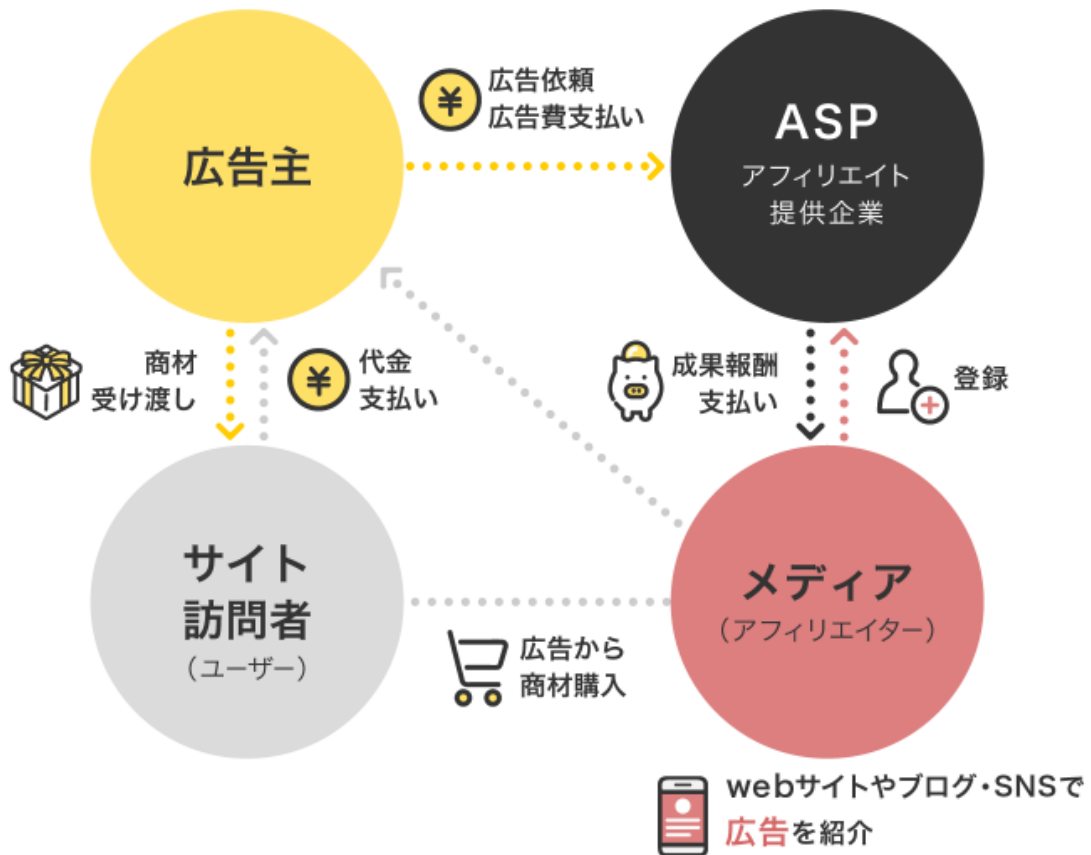 広告依頼
広告費支払い
広告主
ASP
アフィリエイト
提供企業
商材
受け渡し
¥
代金
支払い
成果報酬
支払い
登録
サイト
訪問者
(ユーザー)
メディア
(アフィリエイター)
広告から
商材購入
webサイトやブログ・SNSで
広告を紹介
¥